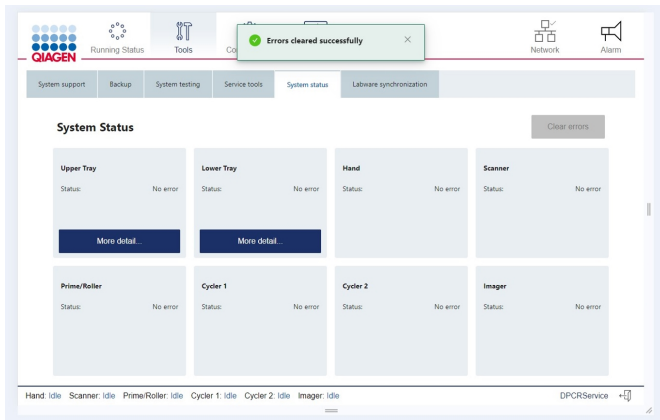 QIAGEN
Running Status
Tools
Co
Errors cleared successfully
Network
Alarm
System support
Backup
System testing
Service tools
System status
Labware synchronization
System Status
Clear errors
Upper Tray
Status: No error
More detail...
Lower Tray
Status: No error
More detail...
Hand
Status: No error
Scanner
Status: No error
Prime/Roller
Status: No error
Cycler 1
Status: No error
Cycler 2
Status: No error
Imager
Status: No error
Hand: Idle Scanner: Idle Prime/Roller: Idle Cycler 1: Idle Cycler 2: Idle Imager: Idle
DPCRService